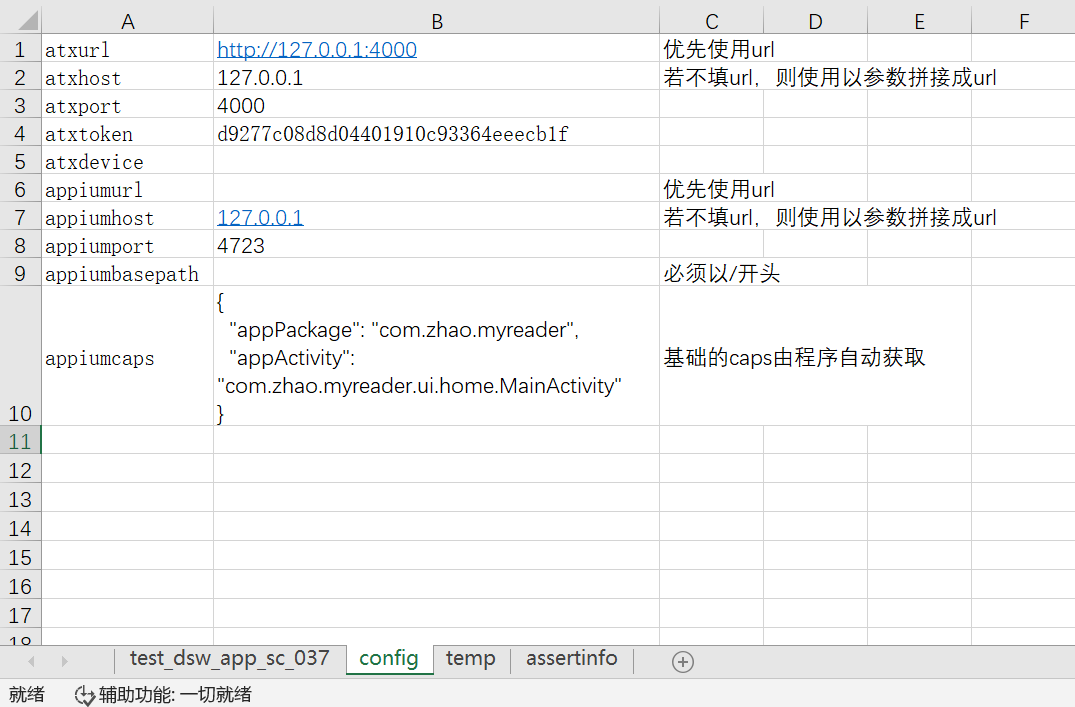 A B C D E F
1 atxurl http://127.0.0.1:4000 优先使用url
2 atxhost 127.0.0.1 若不填url，则使用以参数拼接成url
3 atxport 4000
4 atxtoken d9277c08d8d04401910c93364eeecb1f
5 atxdevice
6 appiumurl 优先使用url
7 appiumhost 127.0.0.1 若不填url，则使用以参数拼接成url
8 appiumport 4723
9 appiumbasepath 必须以/开头
{
"appPackage": "com.zhao.myreader",
"appActivity":
appiumcaps 基础的caps由程序自动获取
"com.zhao.myreader.ui.home.MainActivity"
10 }
11
12
13
14
15
16
17
18
test_dsw_app_sc_037 config temp assertinfo
就绪 辅助功能: 一切就绪